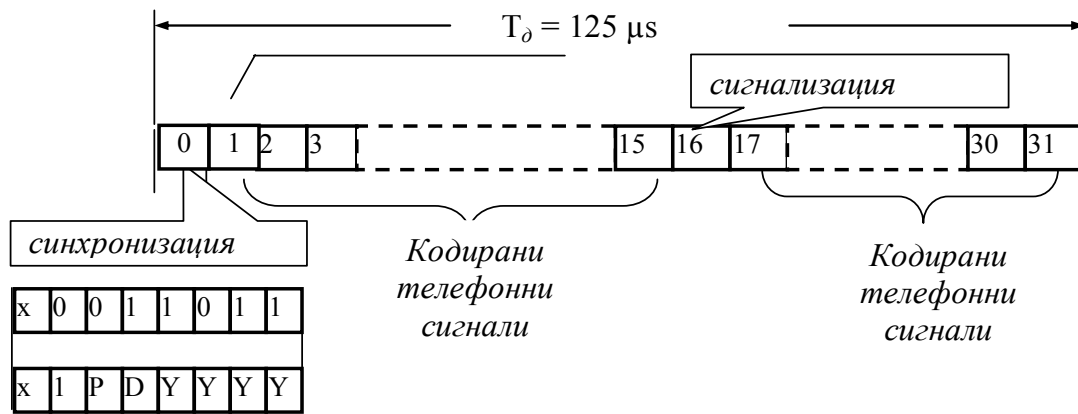 T∂ = 125 µs
сигнализация
0 1 2 3 15 16 17 30 31
синхронизация
Кодирани
телефонни
сигнали
Кодирани
телефонни
сигнали
x 0 0 1 1 0 1 1
x 1 P D Y Y Y Y